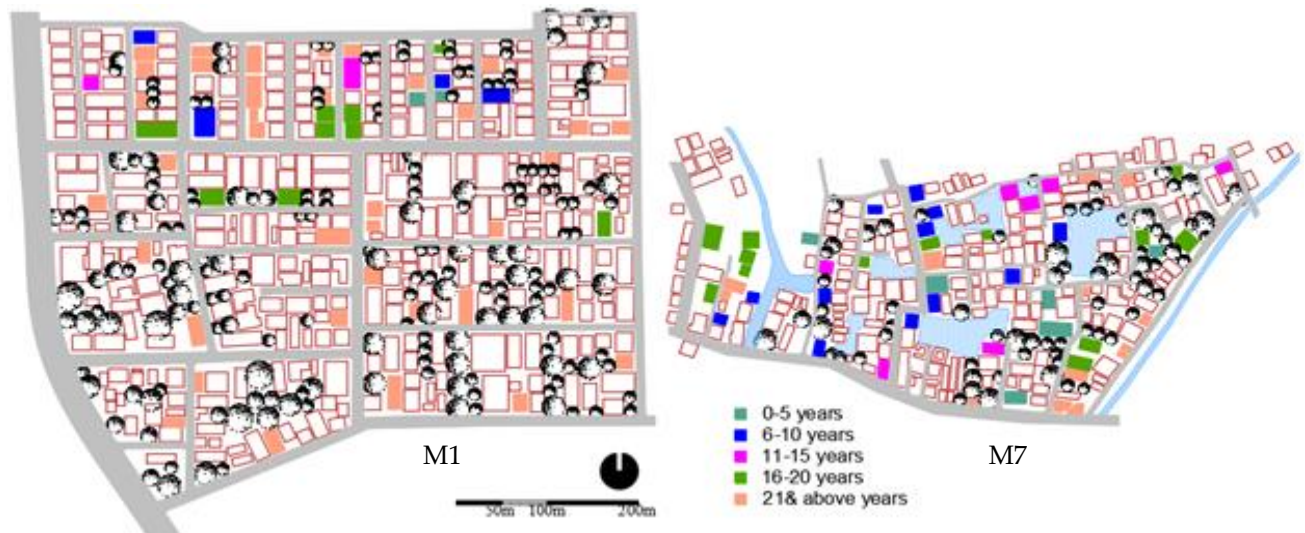 M1
50m 100m 200m
0-5 years
6-10 years
11-15 years
16-20 years
21& above years
M7